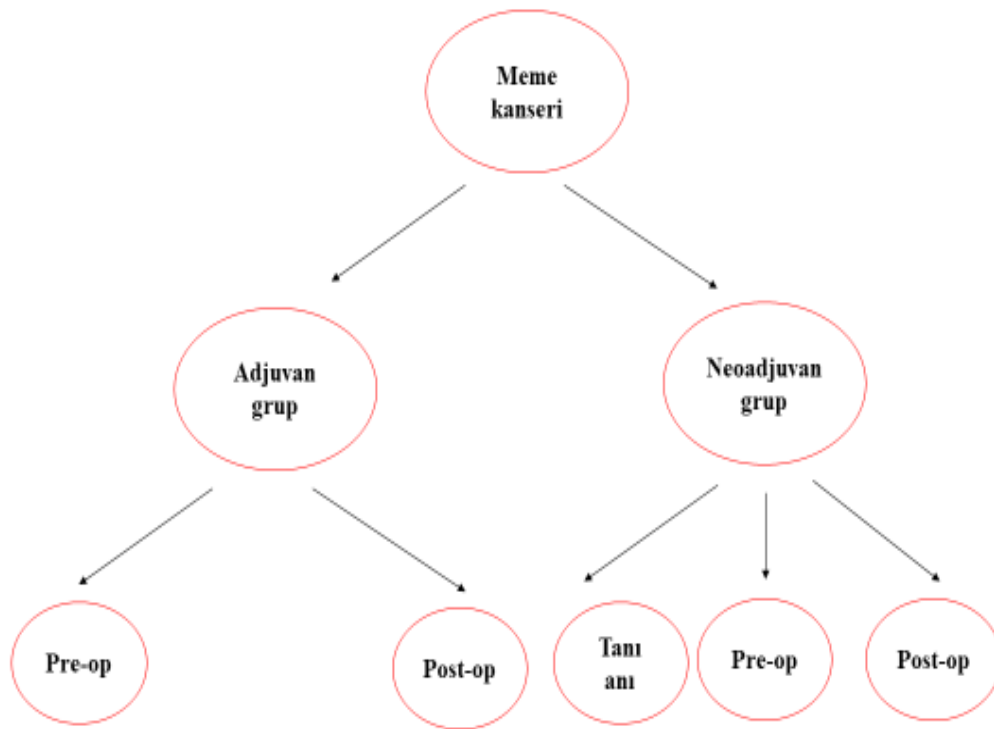 Meme
kanseri
Adjuvan
grup
Neoadjuvan
grup
Pre-op
Post-op
Tanı
anı
Pre-op
Post-op